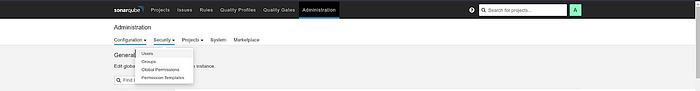 sonarqube Projects Issues Rules Quality Profiles Quality Gates Administration ? Search for projects... A
Administration
Configuration Security Projects System Marketplace
General
Users
Edit global
instance.
Groups
Global Permissions
Permission Templates
Find